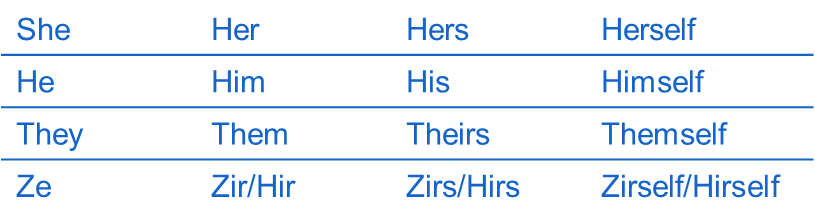 She Her Hers Herself
He Him His Himself
They Them Theirs Themself
Ze Zir/Hir Zirs/Hirs Zirself/Hirself